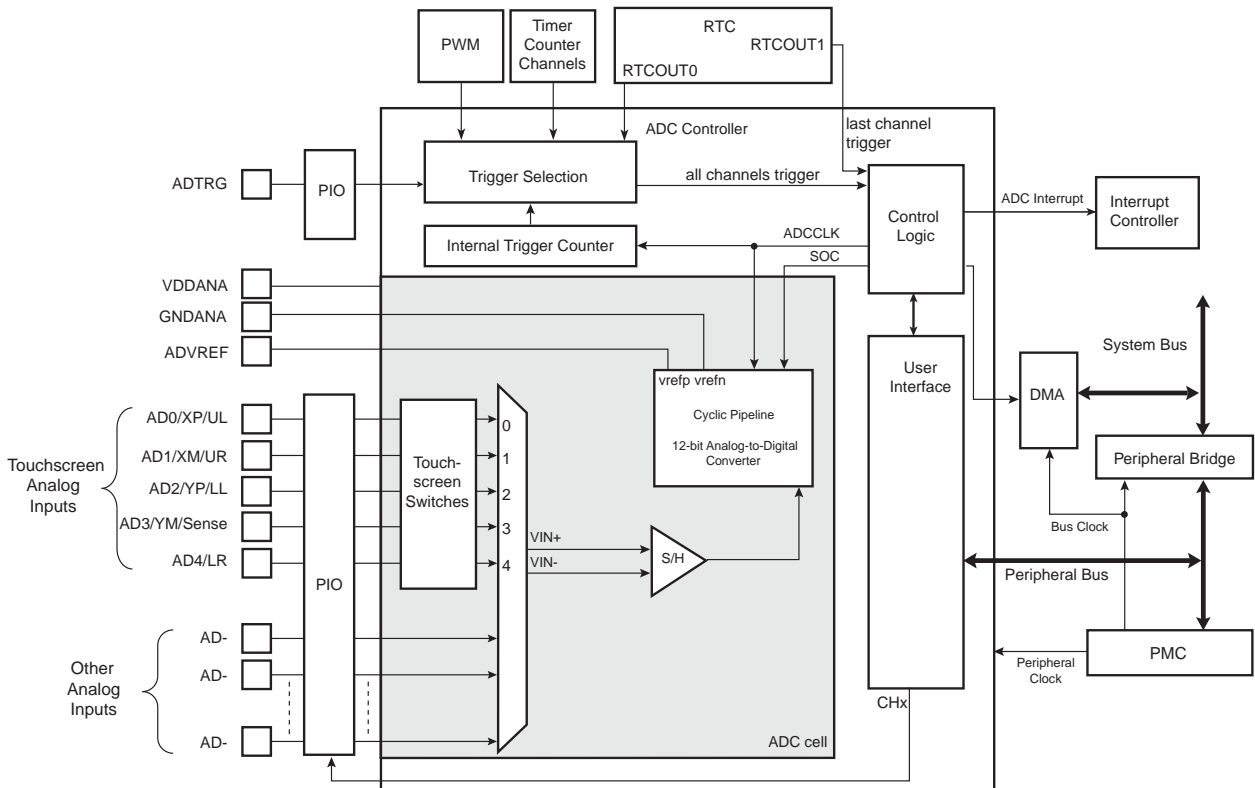 PWM
Timer
Counter
Channels
RTC
RTCOUT1
RTCOUT0
ADC Controller
last channel
trigger
ADTRG
PIO
Trigger Selection
all channels trigger
Control
Logic
ADC Interrupt
Interrupt
Controller
Internal Trigger Counter
ADCCLK
SOC
VDDANA
GNDANA
ADVREF
vrefp vrefn
Cyclic Pipeline
12-bit Analog-to-Digital
Converter
User
Interface
DMA
System Bus
Peripheral Bridge
Bus Clock
Peripheral Bus
PMC
Peripheral
Clock
Touchscreen
Analog
Inputs
AD0/XP/UL
AD1/XM/UR
AD2/YP/LL
AD3/YM/Sense
AD4/LR
PIO
Touch-
screen
Switches
0
1
2
3
4
VIN+
VIN-
S/H
Other
Analog
Inputs
AD-
AD-
AD-
CHx
ADC cell